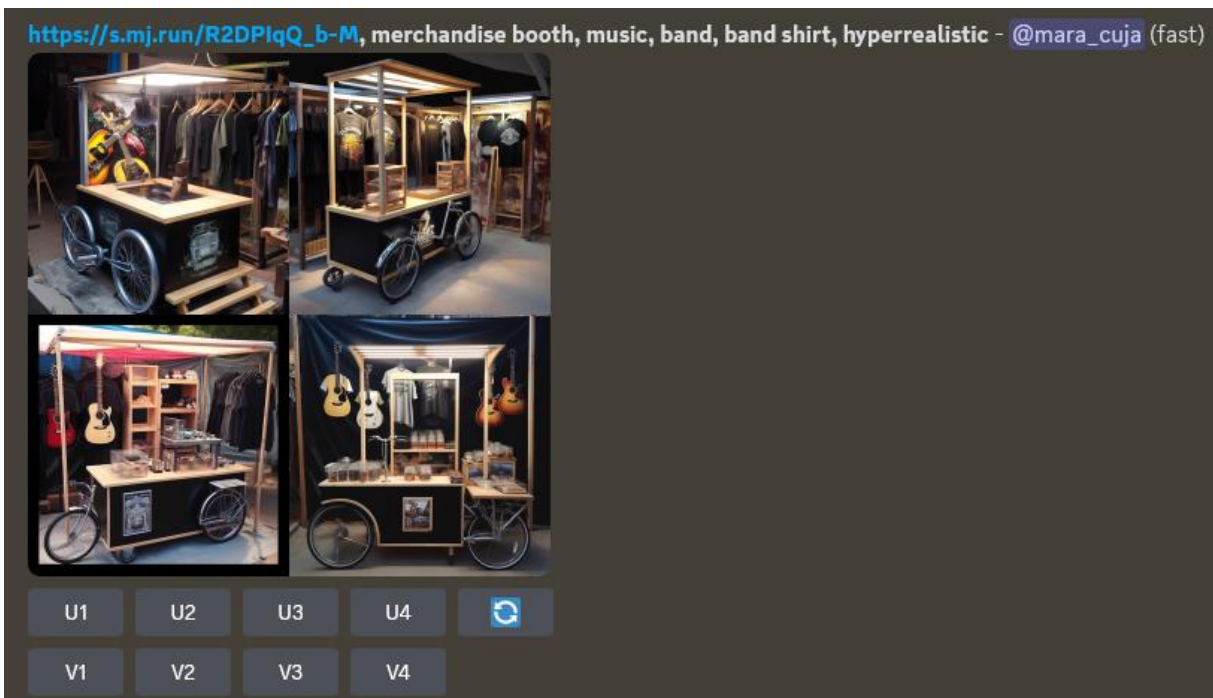 https://s.mj.run/R2DPIqQ_b-M, merchandise booth, music, band, band shirt, hyperrealistic - @mara_cuja (fast)
U1 U2 U3 U4
V1 V2 V3 V4